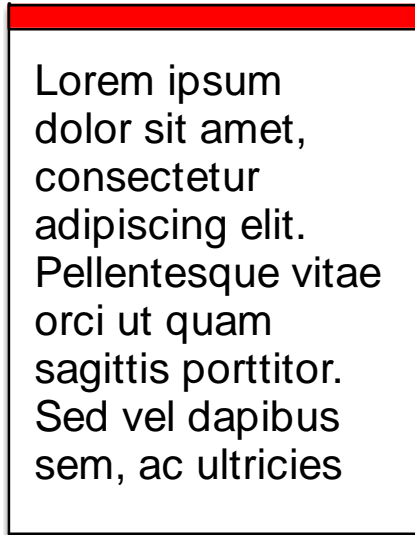 Lorem ipsum
dolor sit amet,
consectetur
adipiscing elit.
Pellentesque vitae
orci ut quam
sagittis porttitor.
Sed vel dapibus
sem, ac ultricies